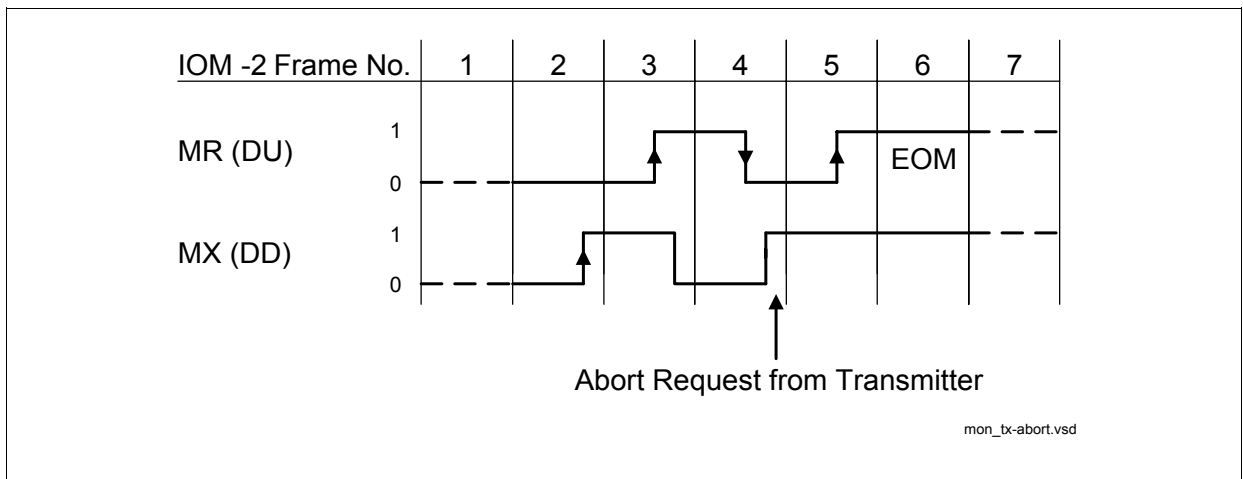 IOM -2 Frame No. 1 2 3 4 5 6 7
MR (DU) 1
0
EOM
MX (DD) 1
0
Abort Request from Transmitter
mon_tx-abort.vsd